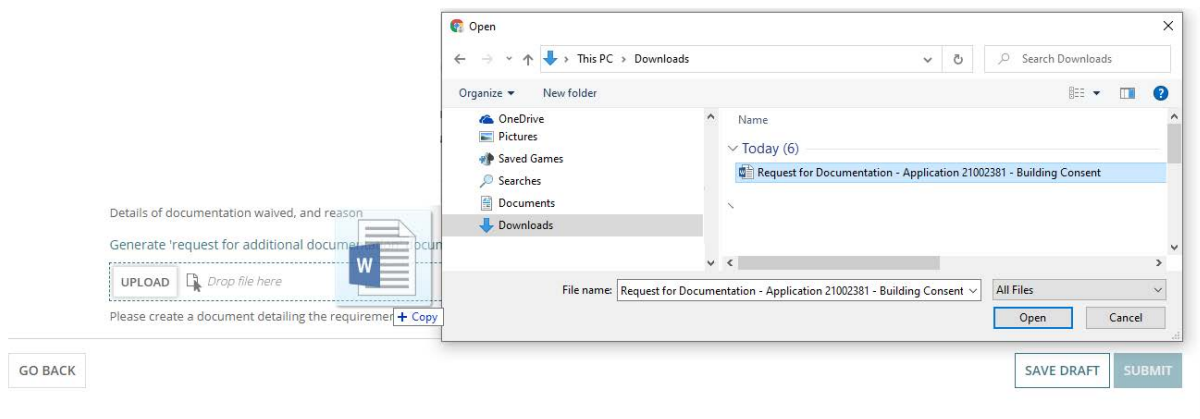 Open
This PC > Downloads
Search Downloads
Organize
New folder
?
OneDrive
Pictures
Saved Games
Searches
Documents
Downloads
Name
Today (6)
Request for Documentation - Application 21002381 - Building Consent
File name:
Request for Documentation - Application 21002381 - Building Consent
All Files
Open
Cancel
Details of documentation waived, and reason
Generate 'request for additional
UPLOAD
Drop file here
W
Please create a document detailing the
+ Copy
GO BACK
SAVE DRAFT
SUBMIT